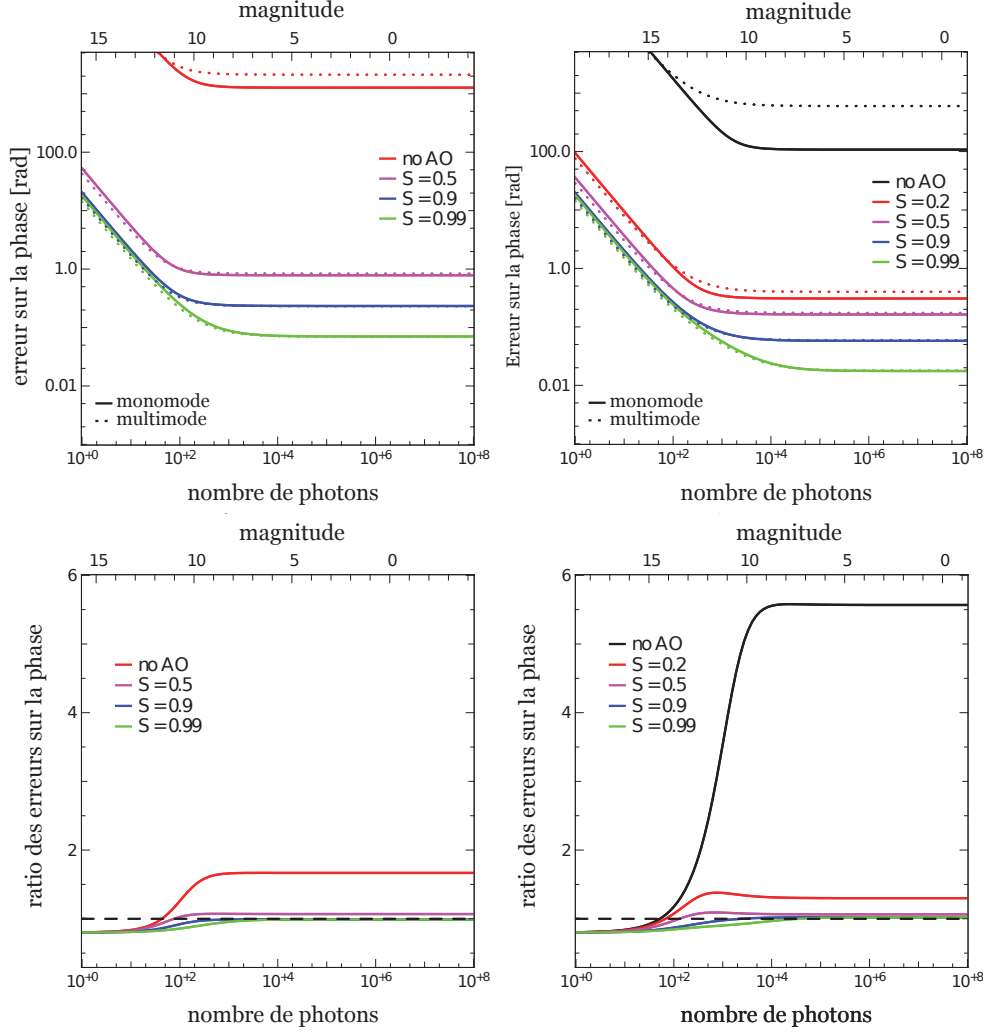 magnitude
15 10 5 0
erreur sur la phase [rad]
100.0
1.0
0.01
no AO
S = 0.5
S = 0.9
S = 0.99
monomode
multimode
10+0 10+2 10+4 10+6 10+8
nombre de photons
magnitude
15 10 5 0
Erreur sur la phase [rad]
100.0
1.0
0.01
no AO
S = 0.2
S = 0.5
S = 0.9
S = 0.99
monomode
multimode
10+0 10+2 10+4 10+6 10+8
nombre de photons
magnitude
15 10 5 0
ratio des erreurs sur la phase
6
4
2
no AO
S = 0.5
S = 0.9
S = 0.99
10+0 10+2 10+4 10+6 10+8
nombre de photons
magnitude
15 10 5 0
ratio des erreurs sur la phase
6
4
2
no AO
S = 0.2
S = 0.5
S = 0.9
S = 0.99
10+0 10+2 10+4 10+6 10+8
nombre de photons